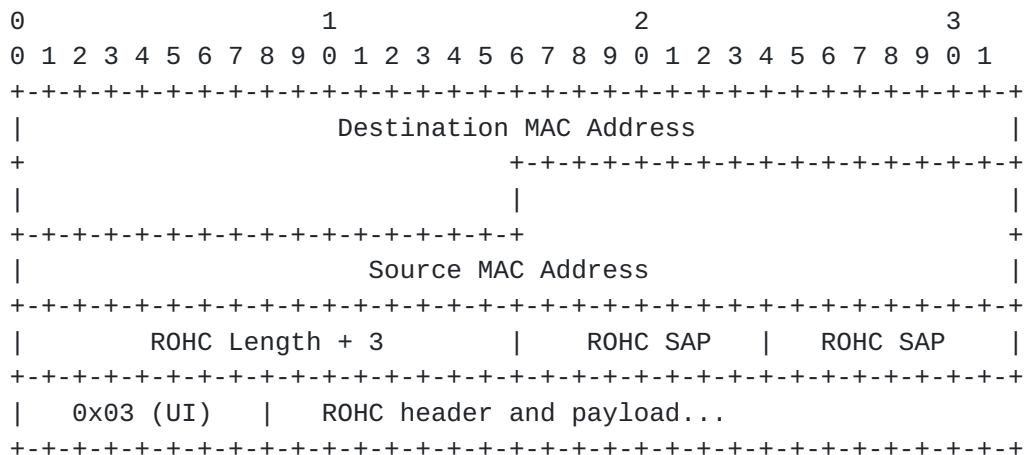 0                   1                   2                   3
0 1 2 3 4 5 6 7 8 9 0 1 2 3 4 5 6 7 8 9 0 1 2 3 4 5 6 7 8 9 0 1
+-+-+-+-+-+-+-+-+-+-+-+-+-+-+-+-+-+-+-+-+-+-+-+-+-+-+-+-+-+-+-+-+
|                    Destination MAC Address                    |
+                               +-+-+-+-+-+-+-+-+-+-+-+-+-+-+-+-+
|                               |                               |
+-+-+-+-+-+-+-+-+-+-+-+-+-+-+-+-+                               +
|                      Source MAC Address                       |
+-+-+-+-+-+-+-+-+-+-+-+-+-+-+-+-+-+-+-+-+-+-+-+-+-+-+-+-+-+-+-+-+
|        ROHC Length + 3        |    ROHC SAP   |   ROHC SAP    |
+-+-+-+-+-+-+-+-+-+-+-+-+-+-+-+-+-+-+-+-+-+-+-+-+-+-+-+-+-+-+-+-+
|   0x03 (UI)   |   ROHC header and payload...
+-+-+-+-+-+-+-+-+-+-+-+-+-+-+-+-+-+-+-+-+-+-+-+-+-+-+-+-+-+-+-+-+